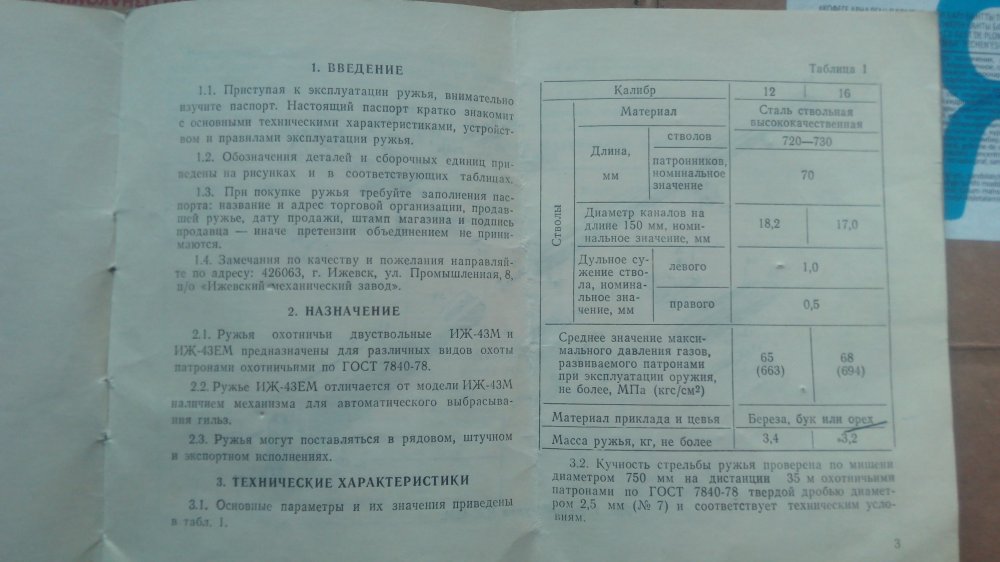 1. ВВЕДЕНИЕ
1.1. Приступая к эксплуатации ружья, внимательно
изучите паспорт. Настоящий паспорт кратко знакомит
с основными техническими характеристиками, устройст-
вом и правилами эксплуатации ружья.
1.2. Обозначения деталей и сборочных единиц при-
ведены на рисунках и в соответствующих таблицах.
1.3. При покупке ружья требуйте заполнения пас-
порта: название и адрес торговой организации, продав-
шей ружье, дату продажи, штамп магазина и подпись
продавца — иначе претензии объединением не прини-
маются.
1.4. Замечания по качеству и пожелания направляй-
те по адресу: 426063, г. Ижевск, ул. Промышленная, 8,
п/о «Ижевский механический завод».
2. НАЗНАЧЕНИЕ
2.1. Ружья охотничьи двуствольные ИЖ-43М и
ИЖ-43ЕМ предназначены для различных видов охоты
патронами охотничьими по ГОСТ 7840-78.
2.2. Ружье ИЖ-43ЕМ отличается от модели ИЖ-43М
наличием механизма для автоматического выбрасыва-
ния гильз.
2.3. Ружья могут поставляться в рядовом, штучном
и экспортном исполнениях.
3. ТЕХНИЧЕСКИЕ ХАРАКТЕРИСТИКИ
3.1. Основные параметры и их значения приведены
в табл. 1.
Таблица 1
Калибр 12 16
Стволы
Материал Сталь ствольная
высококачественная
Длина, мм
стволов 720—730
патронников,
номинальное
значение
70
Диаметр каналов на
длине 150 мм, номи-
нальное значение, мм
18,2 17,0
Дульное су-
жение ство-
ла, номина-
льное зна-
чение, мм
левого 1,0
правого 0,5
Среднее значение макси-
мального давления газов,
развиваемого патронами
при эксплуатации оружия,
не более, МПа (кгс/см²)
65 68
(663) (694)
Материал приклада и цевья Береза, бук или орех
Масса ружья, кг, не более 3,4 3,2
3.2. Кучность стрельбы ружья проверена по мишени
диаметром 750 мм на дистанции 35 м охотничьими
патронами по ГОСТ 7840-78 твердой дробью диамет-
ром 2,5 мм (№ 7) и соответствует техническим усло-
виям.
3